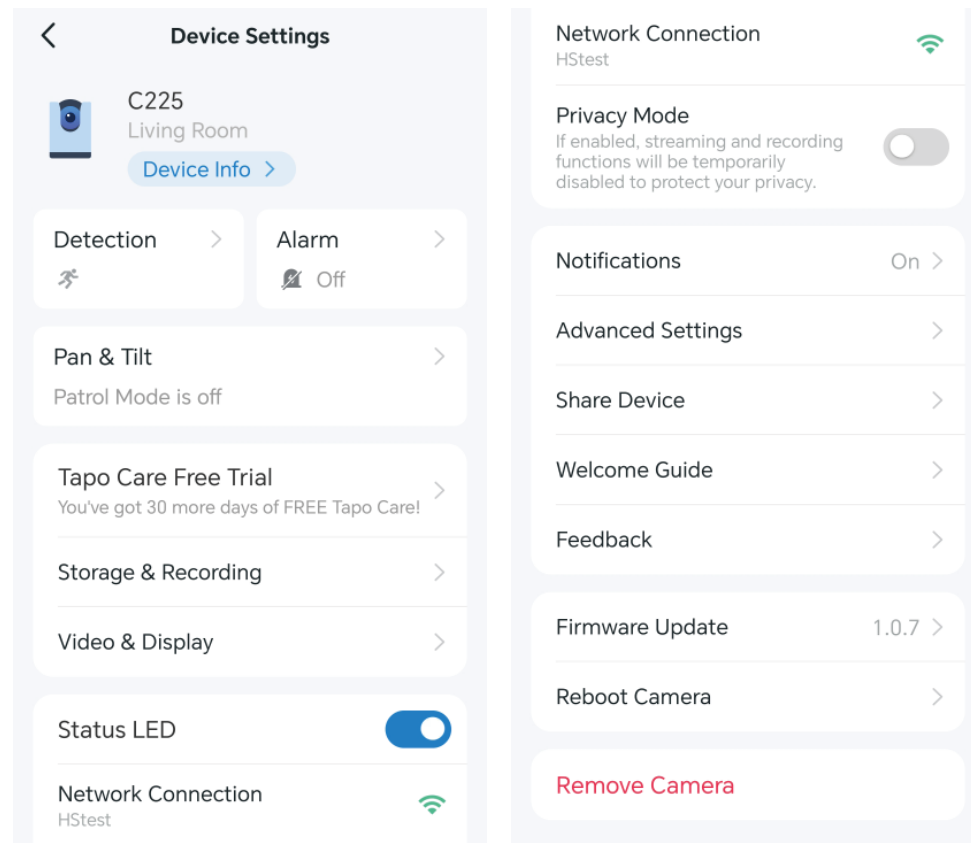 Device Settings
C225
Living Room
Device Info
Detection
Alarm
Off
Pan & Tilt
Patrol Mode is off
Tapo Care Free Trial
You've got 30 more days of FREE Tapo Care!
Storage & Recording
Video & Display
Status LED
Network Connection
HStest
Network Connection
HStest
Privacy Mode
If enabled, streaming and recording
functions will be temporarily
disabled to protect your privacy.
Notifications On
Advanced Settings
Share Device
Welcome Guide
Feedback
Firmware Update 1.0.7
Reboot Camera
Remove Camera